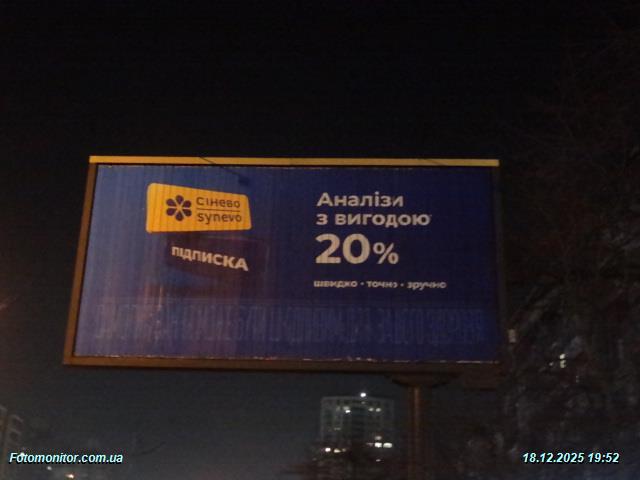 сінево
synevo
ПІДПИСКА
Аналізи
з вигодою
20%
швидко • точно • зручно
Fotomonitor.com.ua
18.12.2025 19:52